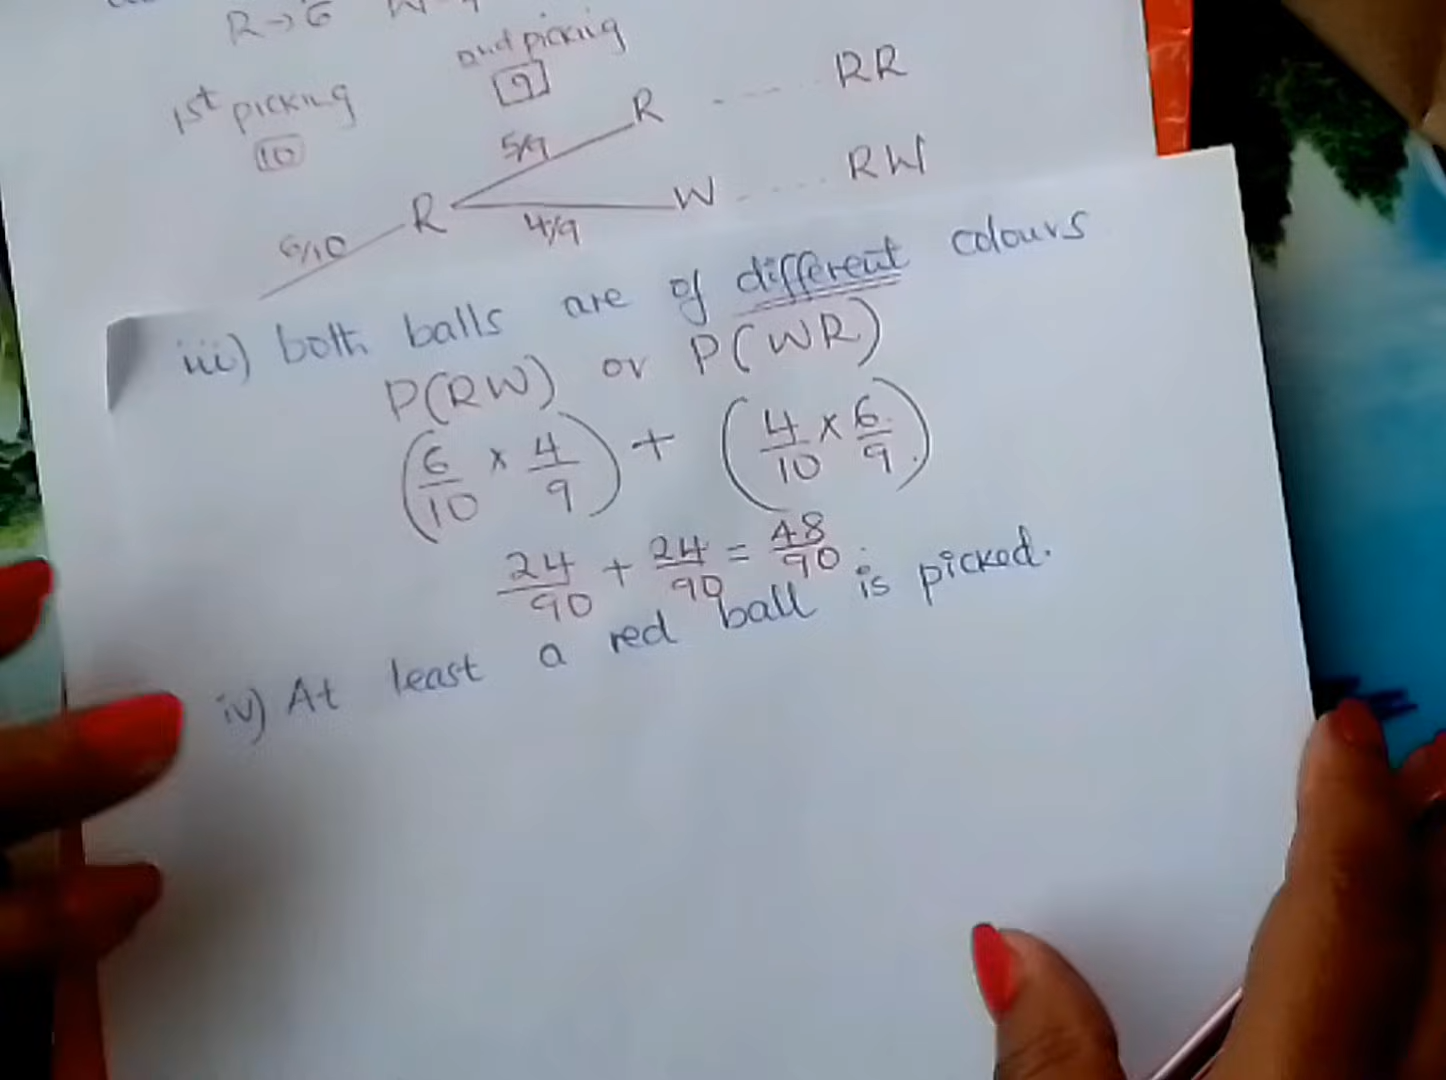 R→6 W
1st picking
2nd picking
10
9
6/10 R
5/9 R ---- RR
4/9 W ---- RW
iii) both balls are of different colours
P(RW) or P(WR)
(6/10 × 4/9) + (4/10 × 6/9)
24/90 + 24/90 = 48/90
iv) At least a red ball is picked.